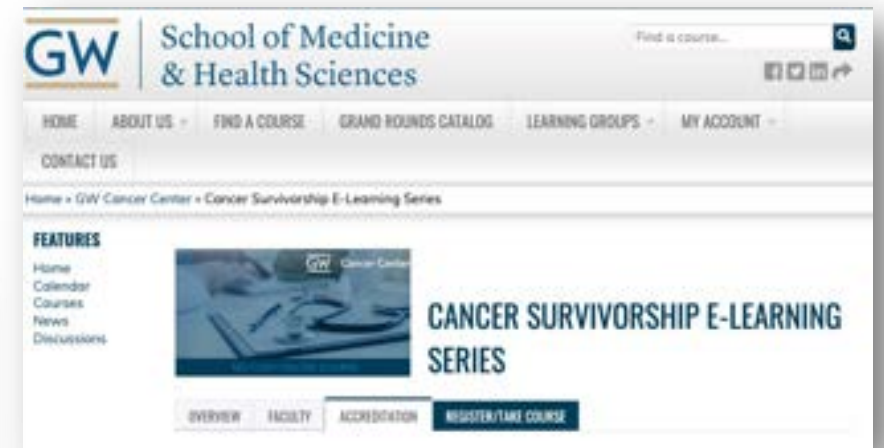 GW School of Medicine
& Health Sciences
Find a course...
HOME ABOUT US FIND A COURSE GRAND ROUNDS CATALOG LEARNING GROUPS MY ACCOUNT
CONTACT US
Home » GW Cancer Center » Cancer Survivorship E-Learning Series
FEATURES
Home
Calendar
Courses
News
Discussions
GW Cancer Center
CANCER SURVIVORSHIP E-LEARNING
SERIES
OVERVIEW FACULTY ACCREDITATION REGISTER/TAKE COURSE